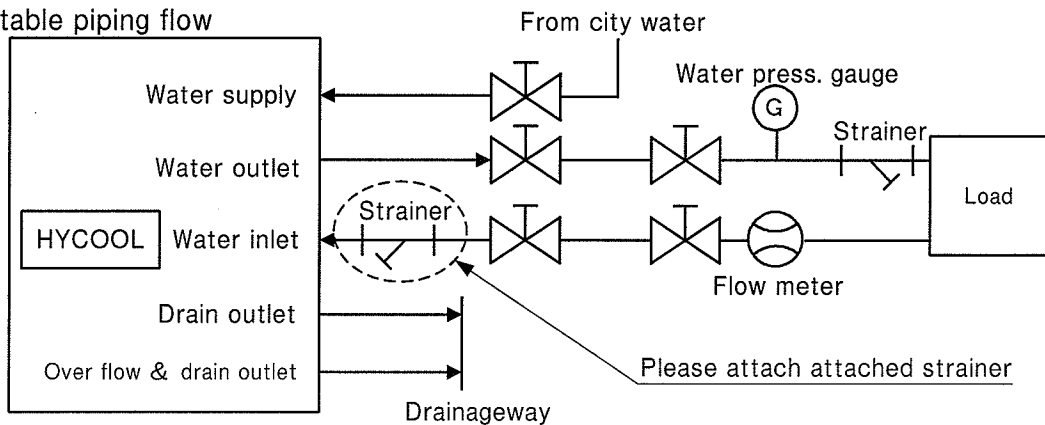 table piping flow
From city water
Water supply
Water press. gauge
G
Strainer
Water outlet
Load
Strainer
HYCOOL
Water inlet
Flow meter
Drain outlet
Please attach attached strainer
Over flow & drain outlet
Drainageway